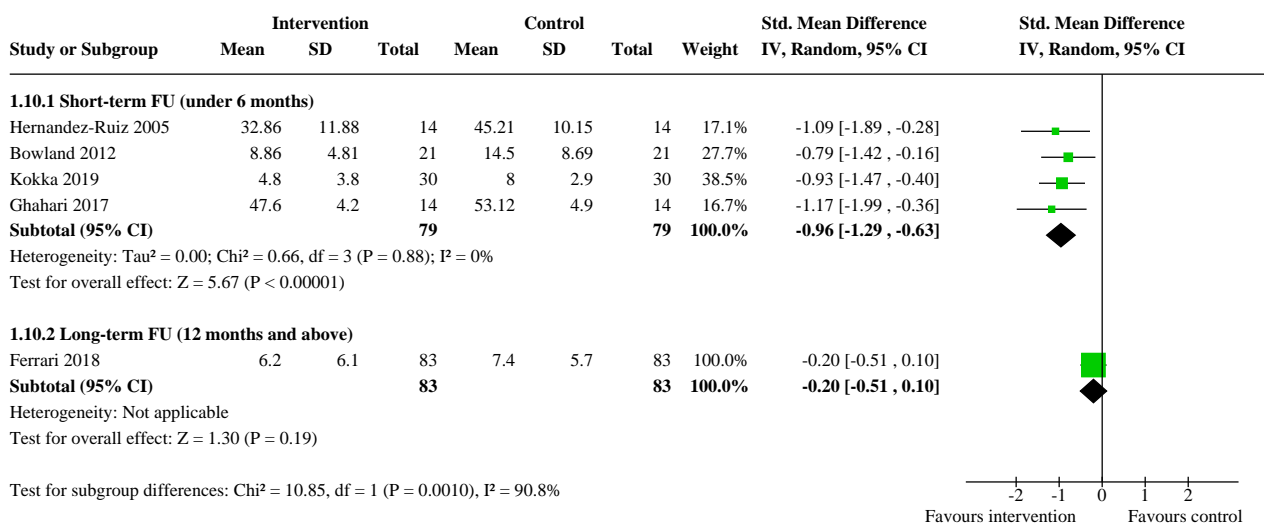 Intervention Control Std. Mean Difference Std. Mean Difference
Study or Subgroup Mean SD Total Mean SD Total Weight IV, Random, 95% CI IV, Random, 95% CI
1.10.1 Short-term FU (under 6 months)
Hernandez-Ruiz 2005 32.86 11.88 14 45.21 10.15 14 17.1% -1.09 [-1.89 , -0.28]
Bowland 2012 8.86 4.81 21 14.5 8.69 21 27.7% -0.79 [-1.42 , -0.16]
Kokka 2019 4.8 3.8 30 8 2.9 30 38.5% -0.93 [-1.47 , -0.40]
Ghahari 2017 47.6 4.2 14 53.12 4.9 14 16.7% -1.17 [-1.99 , -0.36]
Subtotal (95% CI) 79 79 100.0% -0.96 [-1.29 , -0.63]
Heterogeneity: Tau² = 0.00; Chi² = 0.66, df = 3 (P = 0.88); I² = 0%
Test for overall effect: Z = 5.67 (P < 0.00001)
1.10.2 Long-term FU (12 months and above)
Ferrari 2018 6.2 6.1 83 7.4 5.7 83 100.0% -0.20 [-0.51 , 0.10]
Subtotal (95% CI) 83 83 100.0% -0.20 [-0.51 , 0.10]
Heterogeneity: Not applicable
Test for overall effect: Z = 1.30 (P = 0.19)
Test for subgroup differences: Chi² = 10.85, df = 1 (P = 0.0010), I² = 90.8%
-2 -1 0 1 2
Favours intervention Favours control